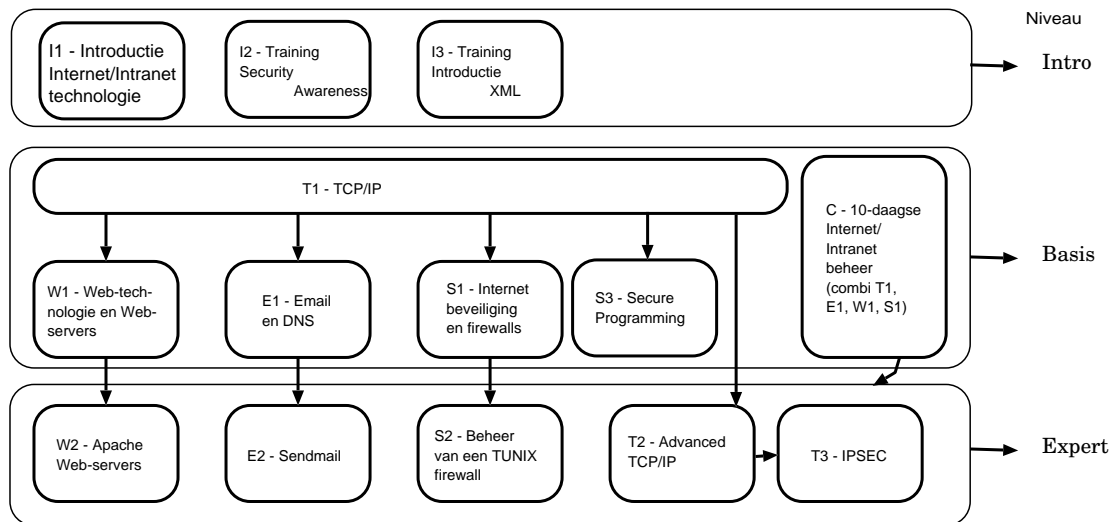 Niveau
I1 - Introductie
Internet/Intranet
technologie
I2 - Training
Security
Awareness
I3 - Training
Introductie
XML
Intro
T1 - TCP/IP
C - 10-daagse
Internet/
Intranet
beheer
(combi T1,
E1, W1, S1)
Basis
W1 - Web-tech-
nologie en Web-
servers
E1 - Email
en DNS
S1 - Internet
beveiliging
en firewalls
S3 - Secure
Programming
W2 - Apache
Web-servers
E2 - Sendmail
S2 - Beheer
van een TUNIX
firewall
T2 - Advanced
TCP/IP
T3 - IPSEC
Expert